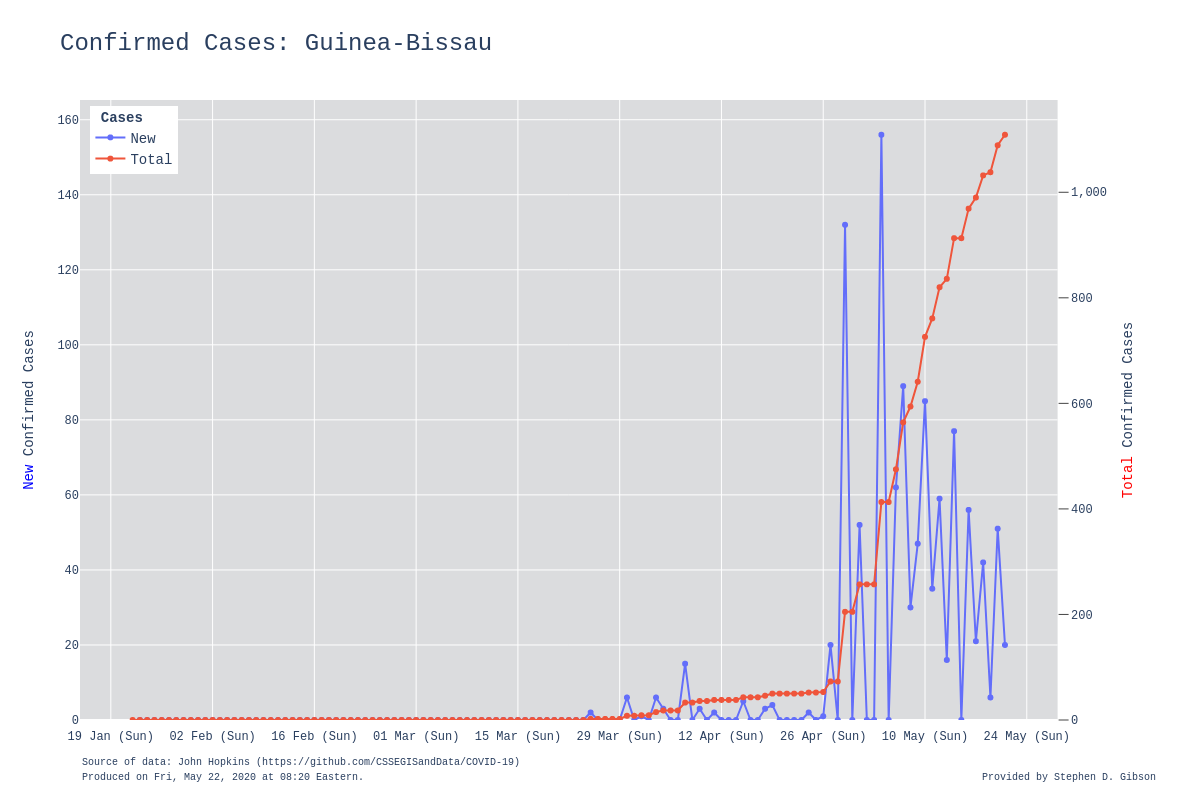 Confirmed Cases: Guinea-Bissau
Cases
New
Total
160
140
120
100
80
60
40
20
0
1,000
800
600
400
200
0
New Confirmed Cases
Total Confirmed Cases
19 Jan (Sun) 02 Feb (Sun) 16 Feb (Sun) 01 Mar (Sun) 15 Mar (Sun) 29 Mar (Sun) 12 Apr (Sun) 26 Apr (Sun) 10 May (Sun) 24 May (Sun)
Source of data: John Hopkins (https://github.com/CSSEGISandData/COVID-19)
Produced on Fri, May 22, 2020 at 08:20 Eastern.
Provided by Stephen D. Gibson